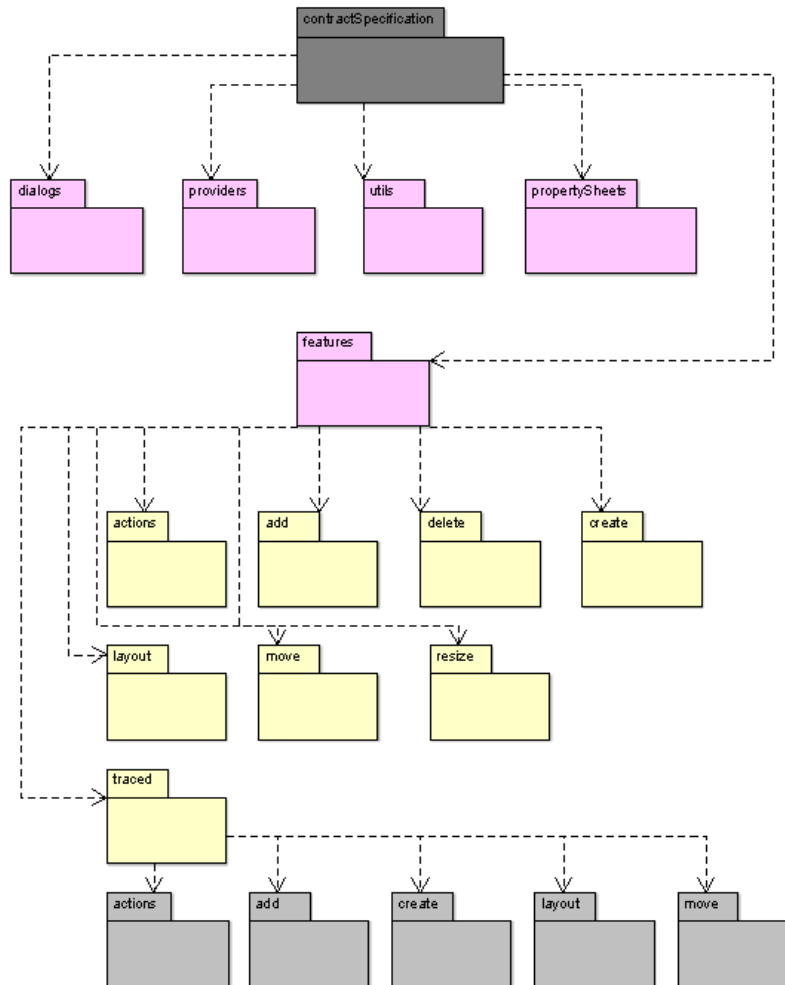 contractSpecification
dialogs
providers
utils
propertySheets
features
actions
add
delete
create
layout
move
resize
traced
actions
add
create
layout
move